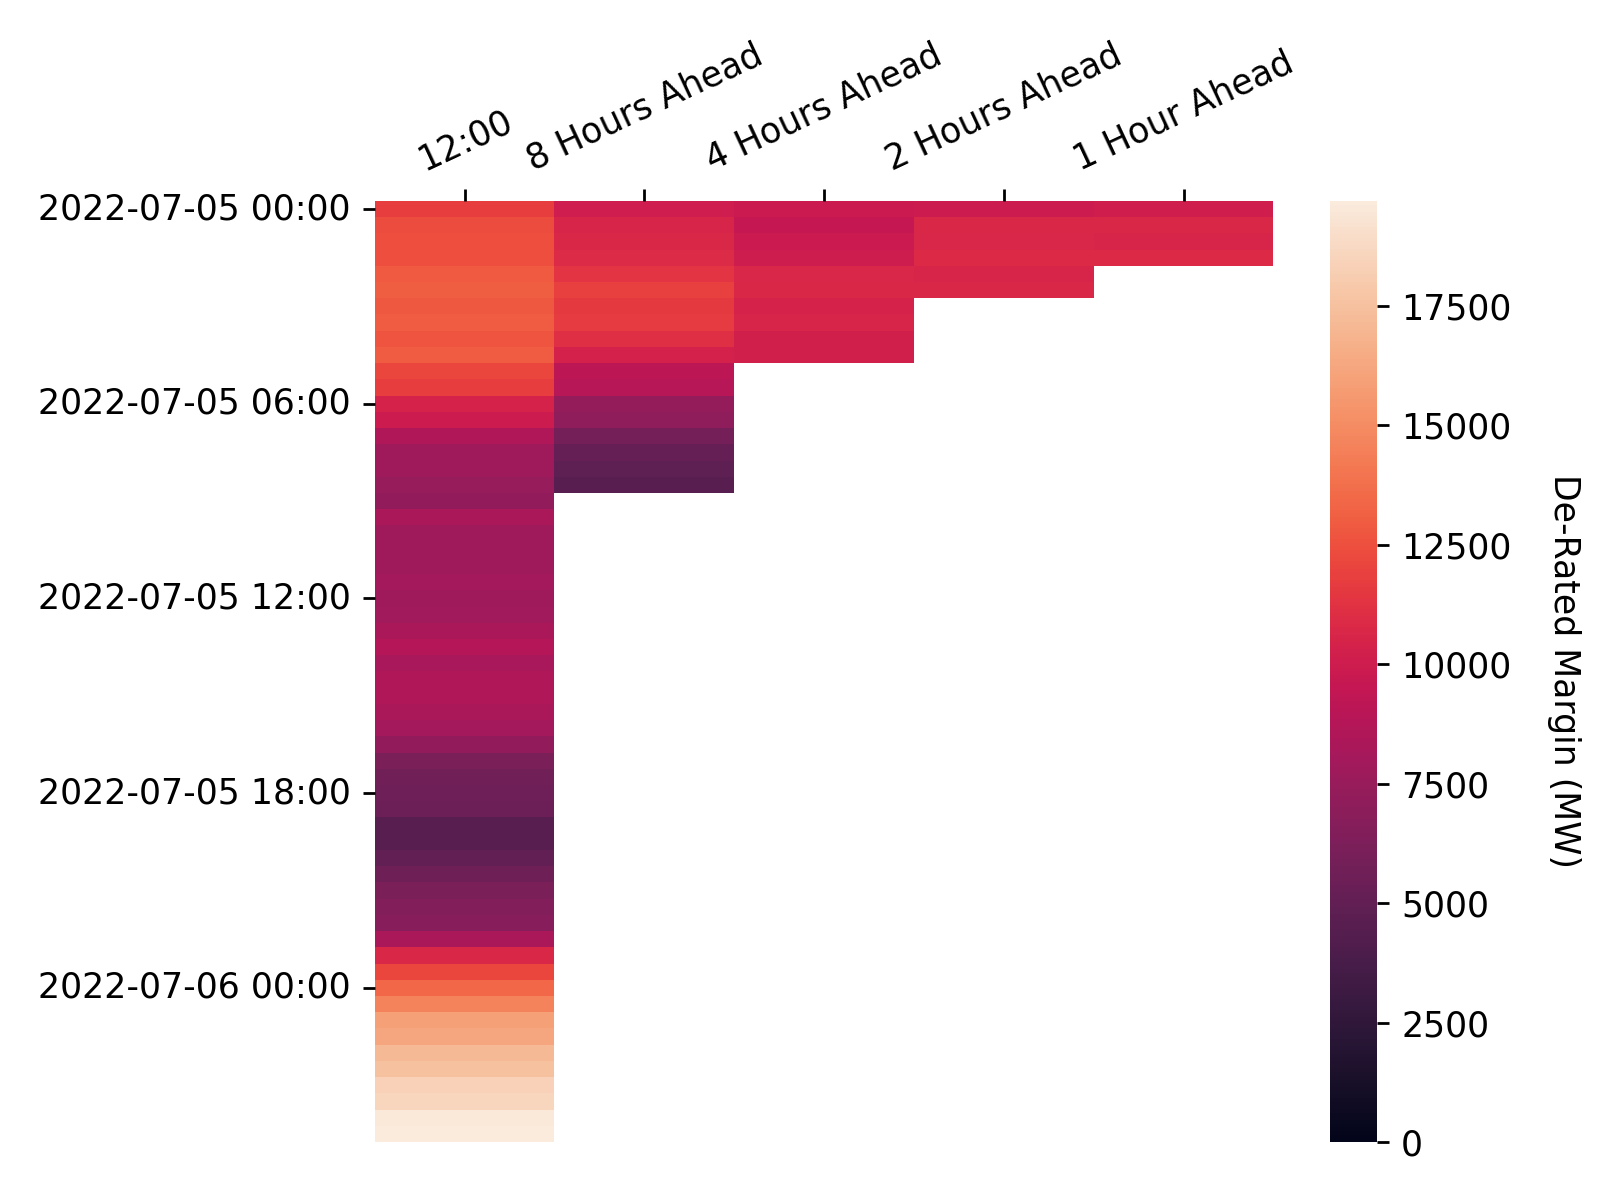 12:00
8 Hours Ahead
4 Hours Ahead
2 Hours Ahead
1 Hour Ahead
2022-07-05 00:00
2022-07-05 06:00
2022-07-05 12:00
2022-07-05 18:00
2022-07-06 00:00
17500
15000
12500
10000
7500
5000
2500
0
De-Rated Margin (MW)